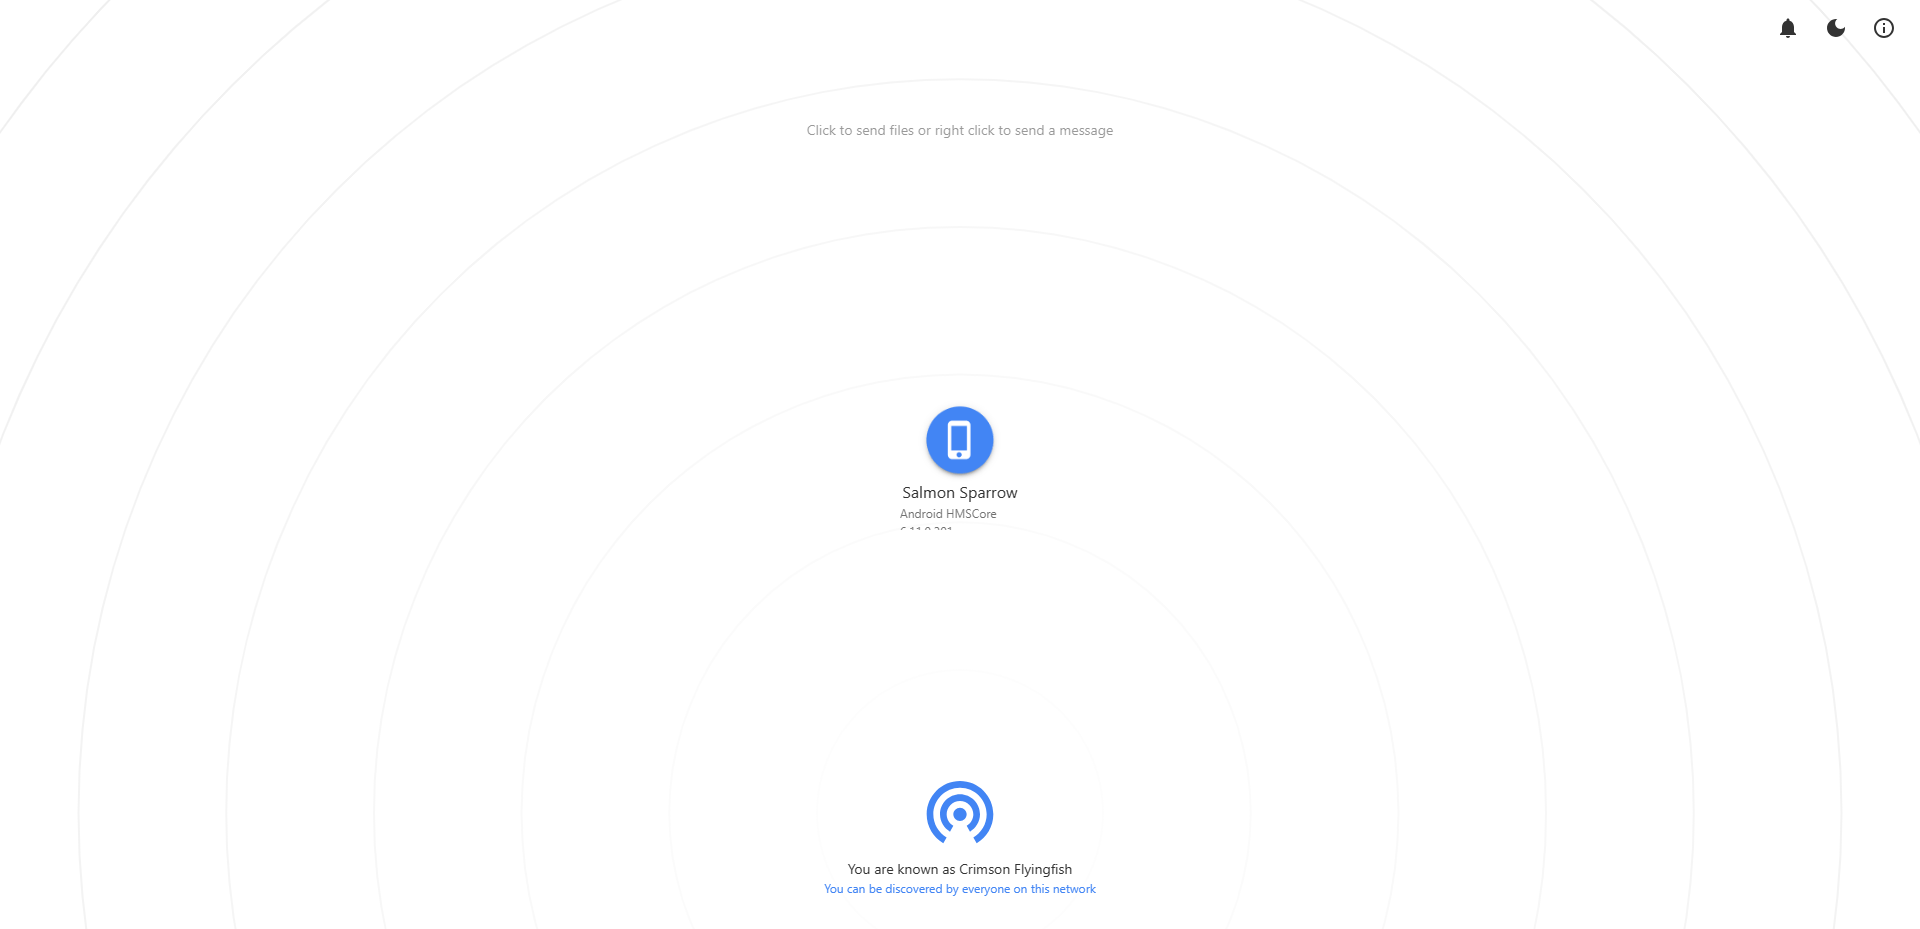 Click to send files or right click to send a message
Salmon Sparrow
Android HMSCore
You are known as Crimson Flyingfish
You can be discovered by everyone on this network